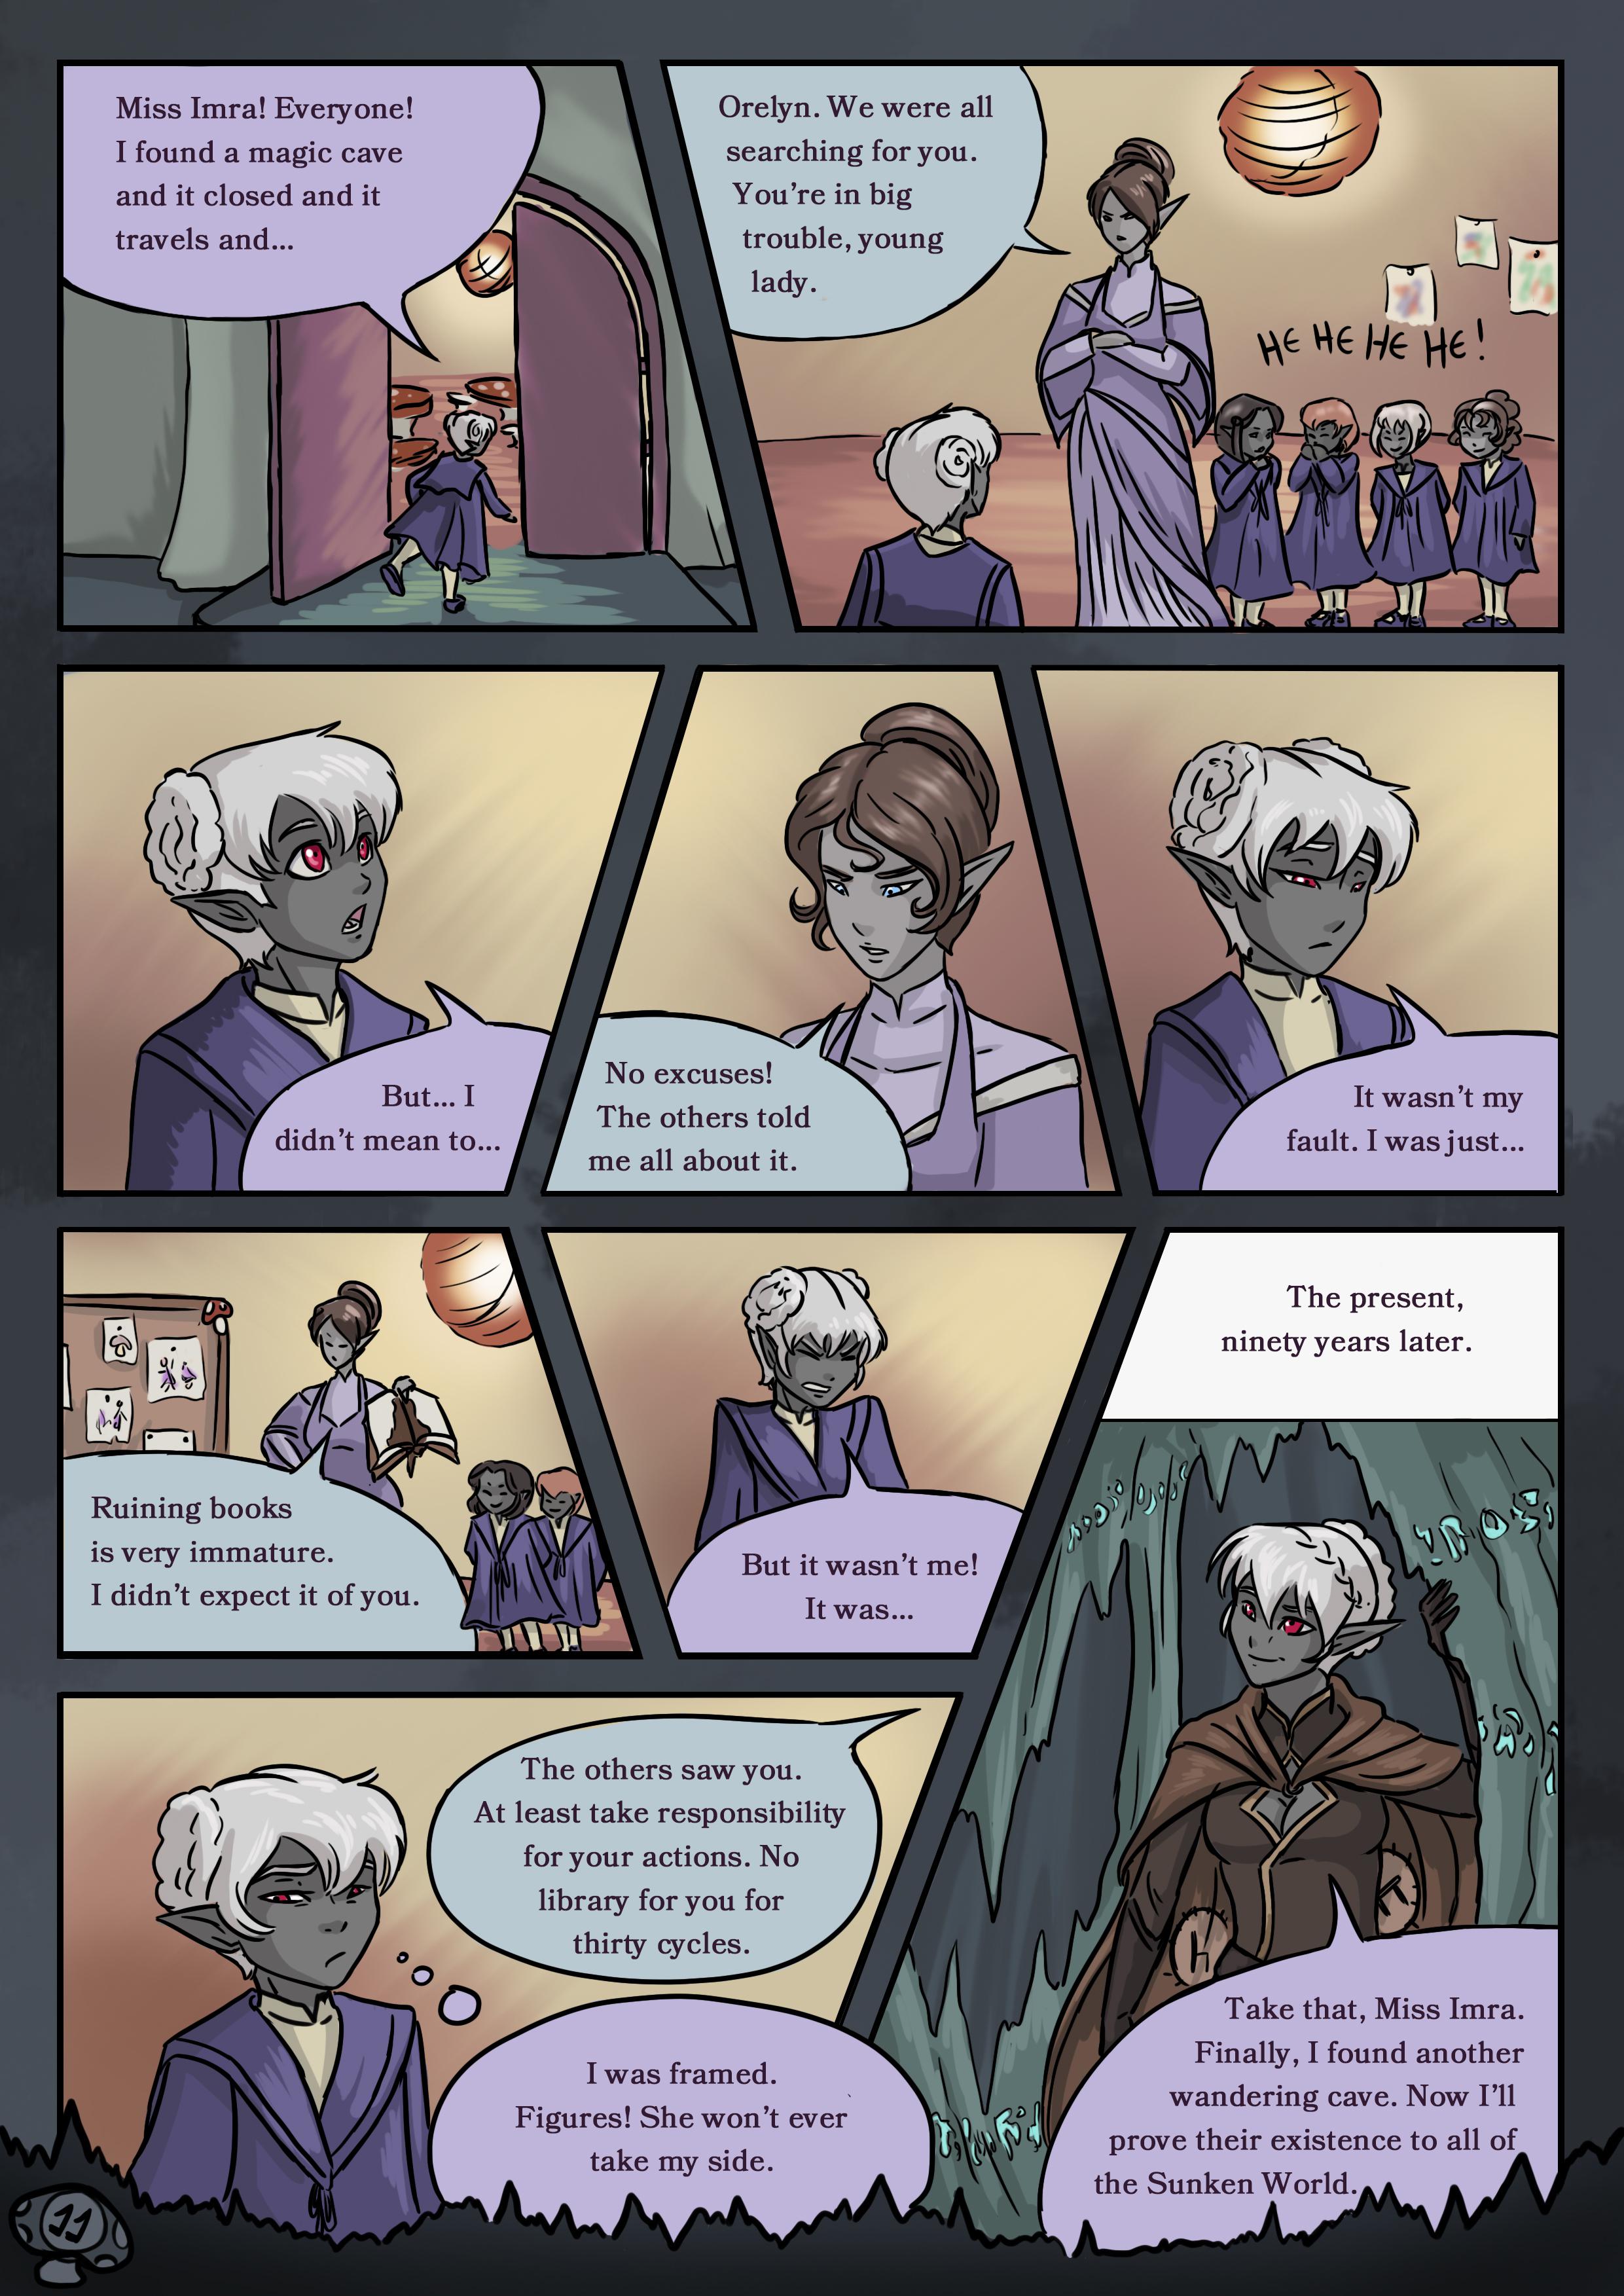 Miss Imra! Everyone!
I found a magic cave
and it closed and it
travels and...
Orelyn. We were all
searching for you.
You're in big
trouble, young
lady.
HE HE HE HE!
But... I
didn't mean to...
No excuses!
The others told
me all about it.
It wasn't my
fault. I was just...
Ruining books
is very immature.
I didn't expect it of you.
But it wasn't me!
It was...
The others saw you.
At least take responsibility
for your actions. No
library for you for
thirty cycles.
I was framed.
Figures! She won't ever
take my side.
The present,
ninety years later.
Take that, Miss Imra.
Finally, I found another
wandering cave. Now I'll
prove their existence to all of
the Sunken World.
11